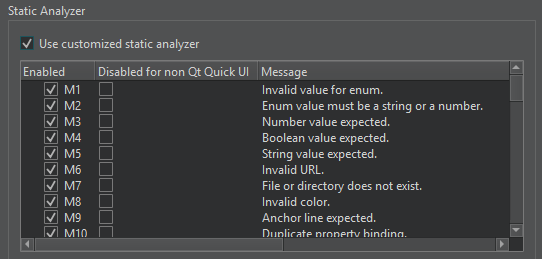 Static Analyzer
Use customized static analyzer
Enabled Disabled for non Qt Quick UI Message
M1 Invalid value for enum.
M2 Enum value must be a string or a number.
M3 Number value expected.
M4 Boolean value expected.
M5 String value expected.
M6 Invalid URL.
M7 File or directory does not exist.
M8 Invalid color.
M9 Anchor line expected.
M10 Duplicate property binding.